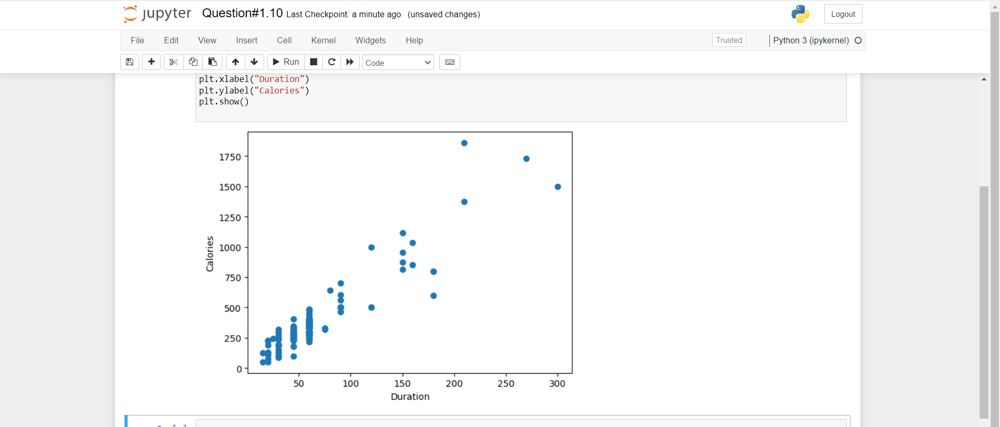 jupyter Question#1.10 Last Checkpoint: a minute ago (unsaved changes) Logout
File Edit View Insert Cell Kernel Widgets Help Trusted Python 3 (ipykernel)
Run Code
plt.xlabel("Duration")
plt.ylabel("Calories")
plt.show()
1750
1500
1250
1000
750
500
250
0
Calories
50 100 150 200 250 300
Duration